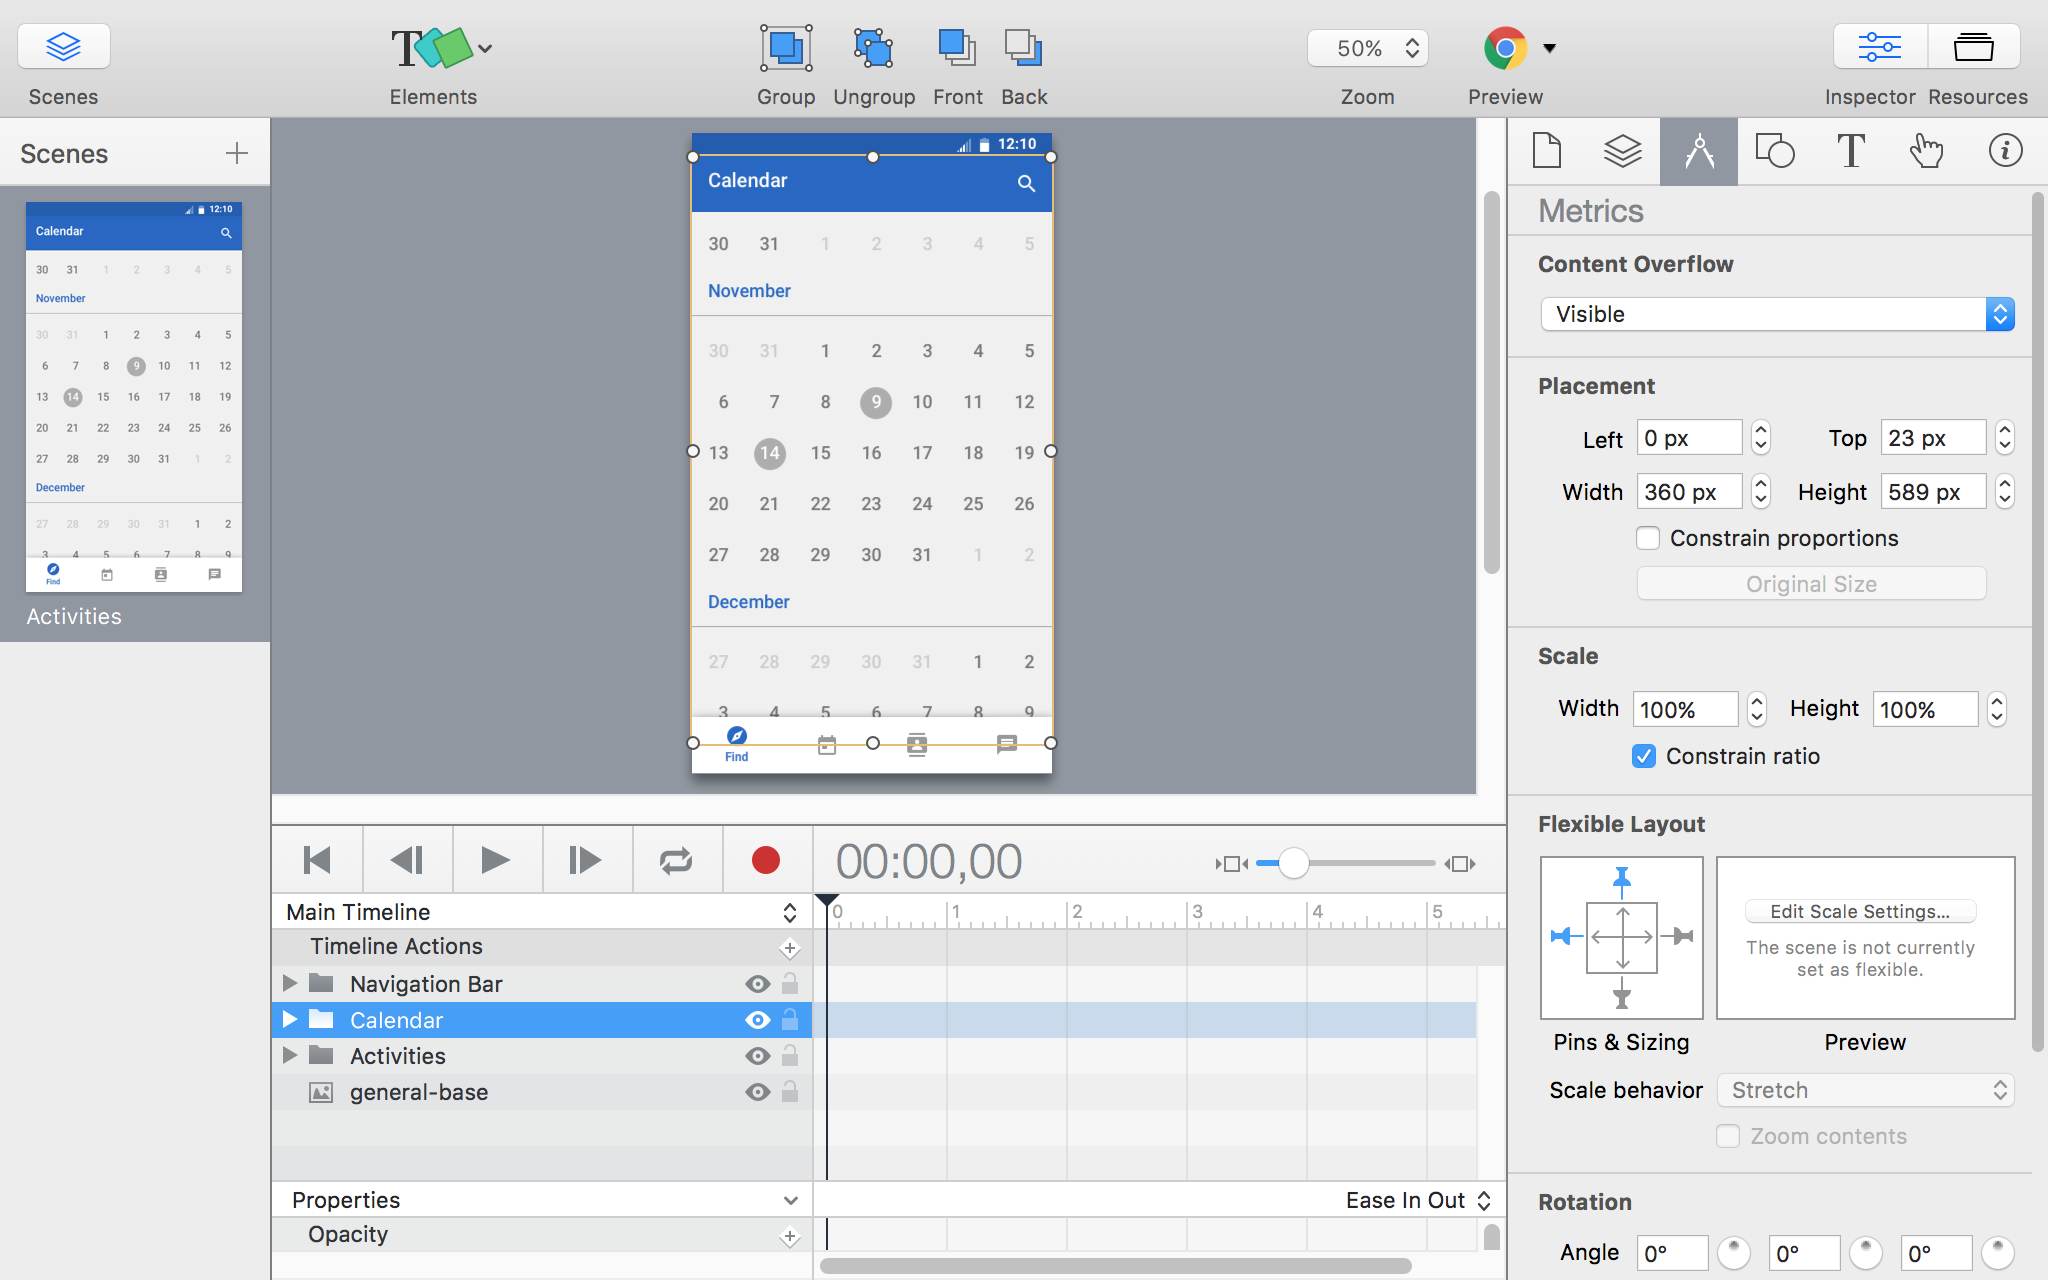 Scenes
T
Elements
Group
Ungroup
Front
Back
50%
Zoom
Preview
Inspector
Resources
Scenes
12:10
Calendar
30 31 1 2 3 4 5
November
30 31 1 2 3 4 5
6 7 8 9 10 11 12
13 14 15 16 17 18 19
20 21 22 23 24 25 26
27 28 29 30 31 1 2
December
27 28 29 30 31 1 2
3 4 5 6 7 8 9
Find
Activities
12:10
Calendar
30 31 1 2 3 4 5
November
30 31 1 2 3 4 5
6 7 8 9 10 11 12
13 14 15 16 17 18 19
20 21 22 23 24 25 26
27 28 29 30 31 1 2
December
27 28 29 30 31 1 2
3 4 5 6 7 8 9
Find
00:00,00
Main Timeline
0 1 2 3 4 5
Timeline Actions
Navigation Bar
Calendar
Activities
general-base
Properties
Ease In Out
Opacity
T
i
Metrics
Content Overflow
Visible
Placement
Left 0 px Top 23 px
Width 360 px Height 589 px
Constrain proportions
Original Size
Scale
Width 100% Height 100%
Constrain ratio
Flexible Layout
Edit Scale Settings...
The scene is not currently
set as flexible.
Pins & Sizing Preview
Scale behavior Stretch
Zoom contents
Rotation
Angle 0° 0° 0°